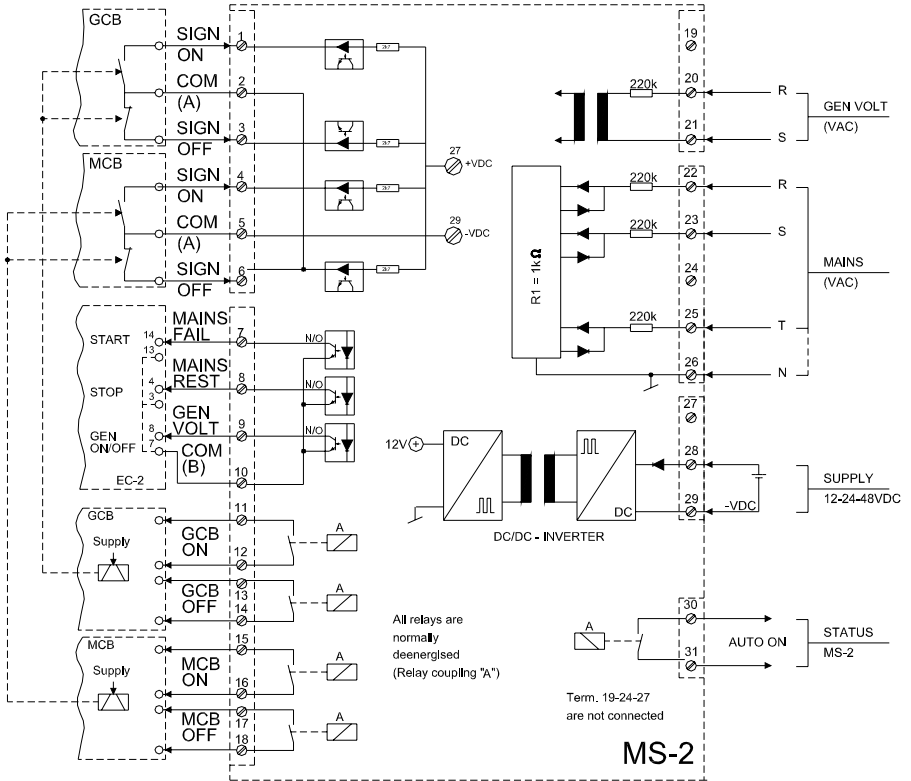 GCB
SIGN
ON
1
COM
(A)
2
SIGN
OFF
3
MCB
SIGN
ON
4
COM
(A)
5
SIGN
OFF
6
2k7
2k7
2k7
2k7
27
+VDC
29
-VDC
START
14
13
MAINS
FAIL
7
N/O
STOP
4
3
MAINS
REST
8
N/O
GEN
ON/OFF
8
7
GEN
VOLT
9
N/O
COM
(B)
10
EC-2
GCB
Supply
11
GCB
ON
12
A
GCB
OFF
13
14
A
MCB
Supply
15
MCB
ON
16
A
MCB
OFF
17
18
A
19
20
220k
R
21
S
GEN VOLT
(VAC)
R1 = 1kΩ
22
220k
R
23
220k
S
24
MAINS
(VAC)
25
220k
T
26
N
27
12V
DC
DC
DC/DC - INVERTER
28
29
-VDC
SUPPLY
12-24-48VDC
All relays are
normally
deenergised
(Relay coupling "A")
A
30
31
AUTO ON
STATUS
MS-2
Term. 19-24-27
are not connected
MS-2